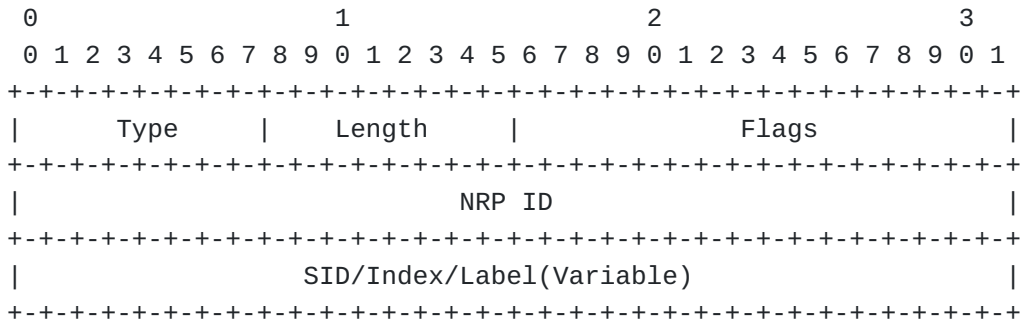 0                   1                   2                   3
 0 1 2 3 4 5 6 7 8 9 0 1 2 3 4 5 6 7 8 9 0 1 2 3 4 5 6 7 8 9 0 1
+-+-+-+-+-+-+-+-+-+-+-+-+-+-+-+-+-+-+-+-+-+-+-+-+-+-+-+-+-+-+-+-+
|      Type     |    Length     |              Flags            |
+-+-+-+-+-+-+-+-+-+-+-+-+-+-+-+-+-+-+-+-+-+-+-+-+-+-+-+-+-+-+-+-+
|                            NRP ID                             |
+-+-+-+-+-+-+-+-+-+-+-+-+-+-+-+-+-+-+-+-+-+-+-+-+-+-+-+-+-+-+-+-+
|                  SID/Index/Label(Variable)                    |
+-+-+-+-+-+-+-+-+-+-+-+-+-+-+-+-+-+-+-+-+-+-+-+-+-+-+-+-+-+-+-+-+